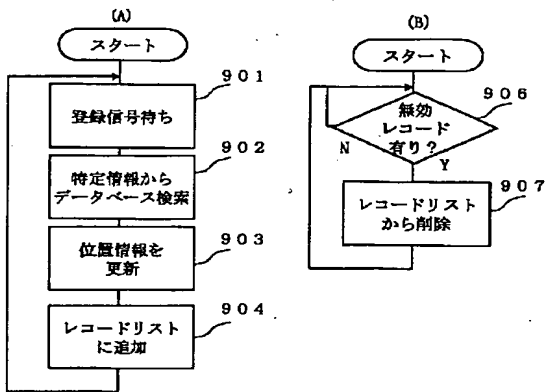 (A)
スタート
901
登録信号待ち
902
特定情報から
データベース検索
903
位置情報を
更新
904
レコードリスト
に追加
(B)
スタート
906
無効
レコード
有り?
N
Y
907
レコードリスト
から削除